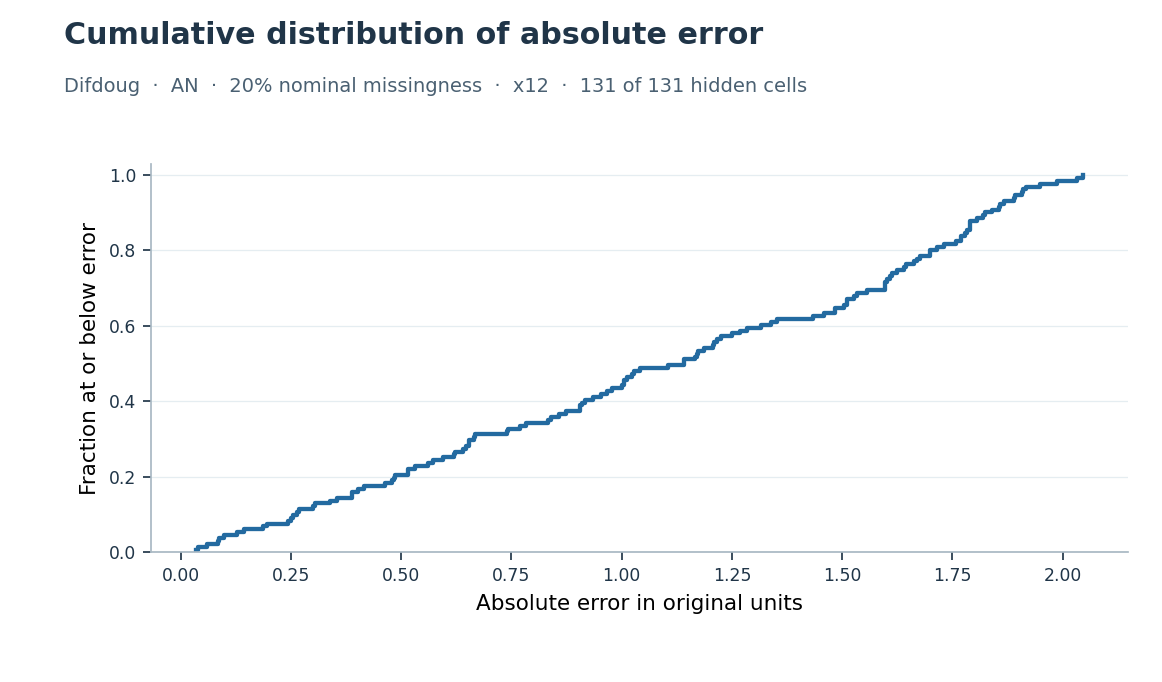 Cumulative distribution of absolute error
Difdoug · AN · 20% nominal missingness · x12 · 131 of 131 hidden cells
Fraction at or below error
1.0
0.8
0.6
0.4
0.2
0.0
0.00 0.25 0.50 0.75 1.00 1.25 1.50 1.75 2.00
Absolute error in original units